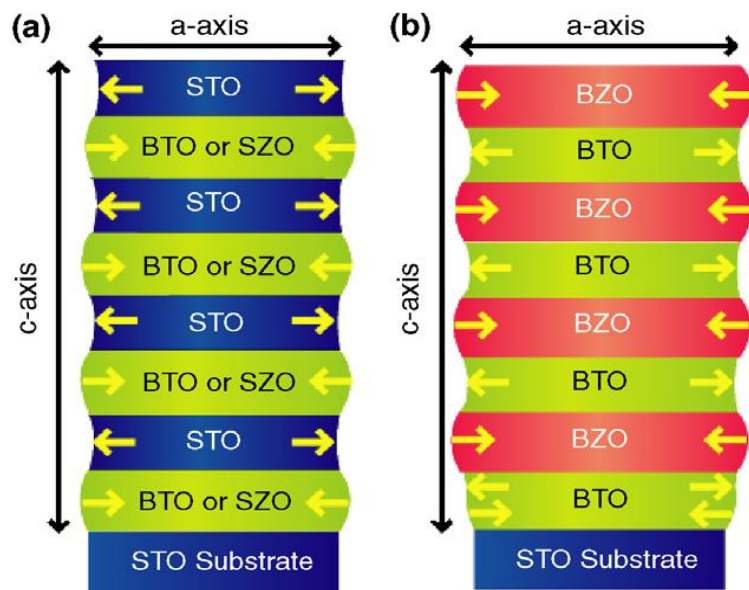 (a)
a-axis
c-axis
STO
BTO or SZO
STO
BTO or SZO
STO
BTO or SZO
STO
BTO or SZO
STO Substrate
(b)
a-axis
c-axis
BZO
BTO
BZO
BTO
BZO
BTO
BZO
BTO
STO Substrate